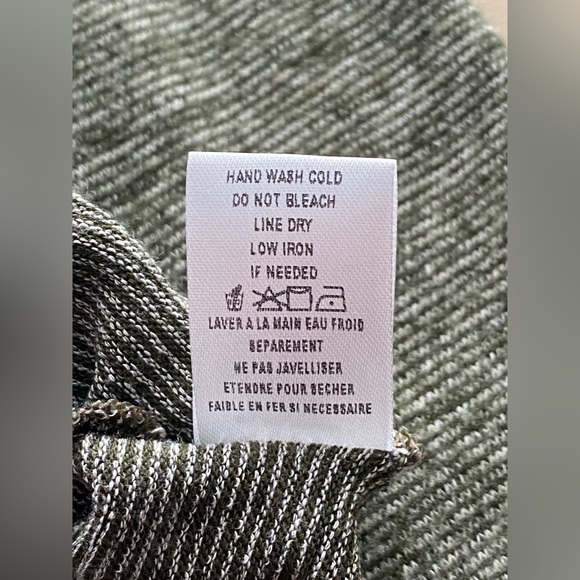 HAND WASH COLD
DO NOT BLEACH
LINE DRY
LOW IRON
IF NEEDED
LAVER A LA MAIN EAU FROID
SEPAREMENT
NE PAS JAVELLISER
ETENDRE POUR SECHER
FAIBLE EN FER SI NECESSAIRE